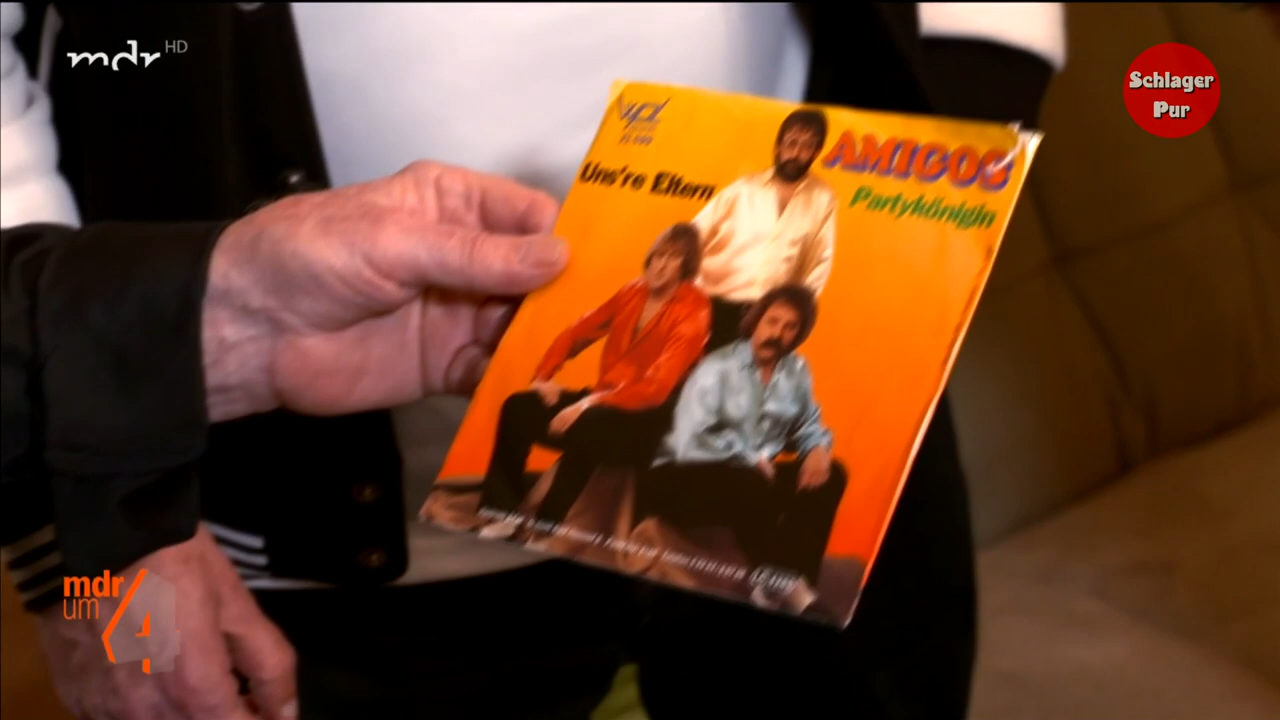 mdr HD
Schlager
Pur
AMIGOS
Uns're Eltern
Partykönigin
mdr
um
4